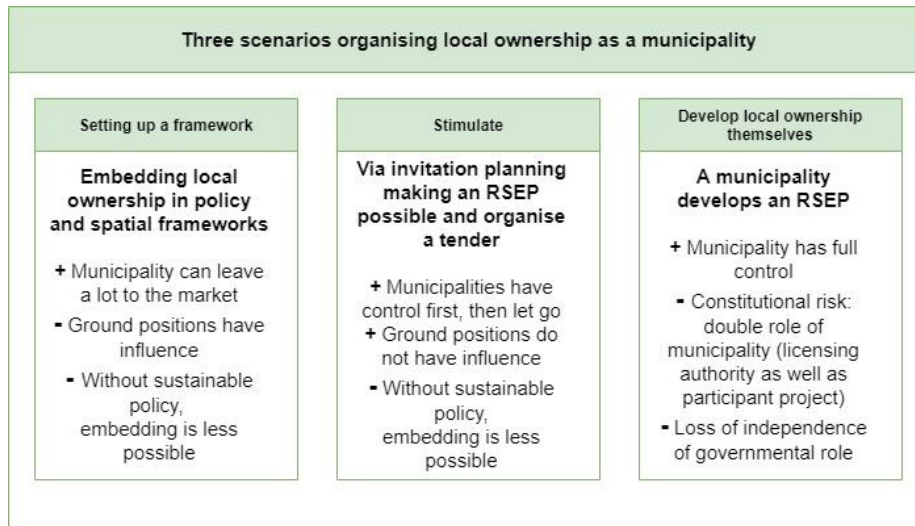 Three scenarios organising local ownership as a municipality
Setting up a framework
Embedding local
ownership in policy
and spatial frameworks
+ Municipality can leave
a lot to the market
- Ground positions have
influence
- Without sustainable
policy,
embedding is less
possible
Stimulate
Via invitation planning
making an RSEP
possible and organise
a tender
+ Municipalities have
control first, then let go
+ Ground positions do
not have influence
- Without sustainable
policy,
embedding is less
possible
Develop local ownership
themselves
A municipality
develops an RSEP
+ Municipality has full
control
- Constitutional risk:
double role of
municipality (licensing
authority as well as
participant project)
- Loss of independence
of governmental role